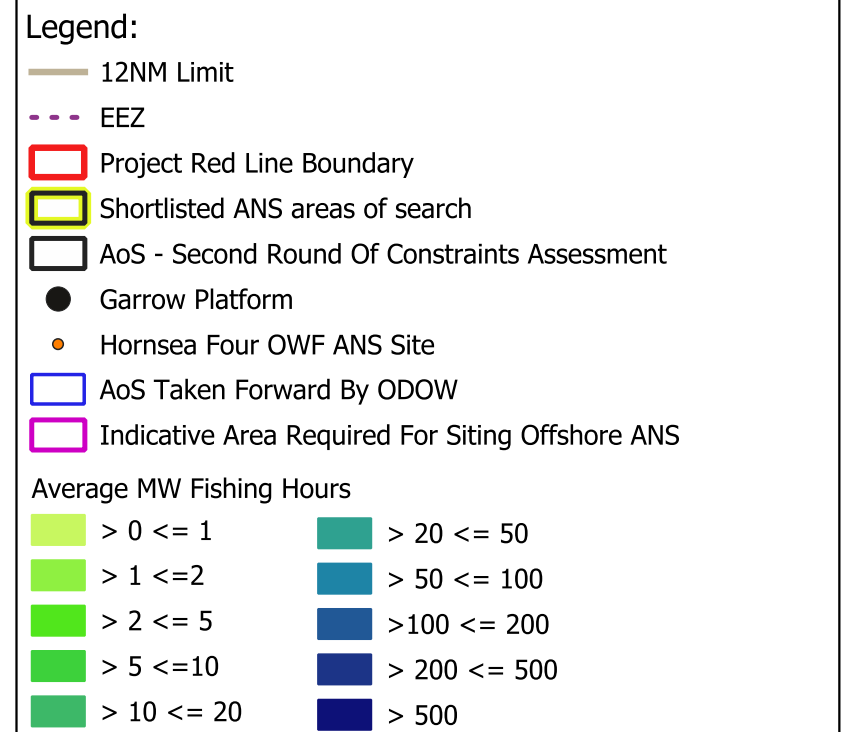 Legend:
12NM Limit
EEZ
Project Red Line Boundary
Shortlisted ANS areas of search
AoS - Second Round Of Constraints Assessment
Garrow Platform
Hornsea Four OWF ANS Site
AoS Taken Forward By ODOW
Indicative Area Required For Siting Offshore ANS
Average MW Fishing Hours
> 0 <= 1
> 1 <=2
> 2 <= 5
> 5 <=10
> 10 <= 20
> 20 <= 50
> 50 <= 100
>100 <= 200
> 200 <= 500
> 500